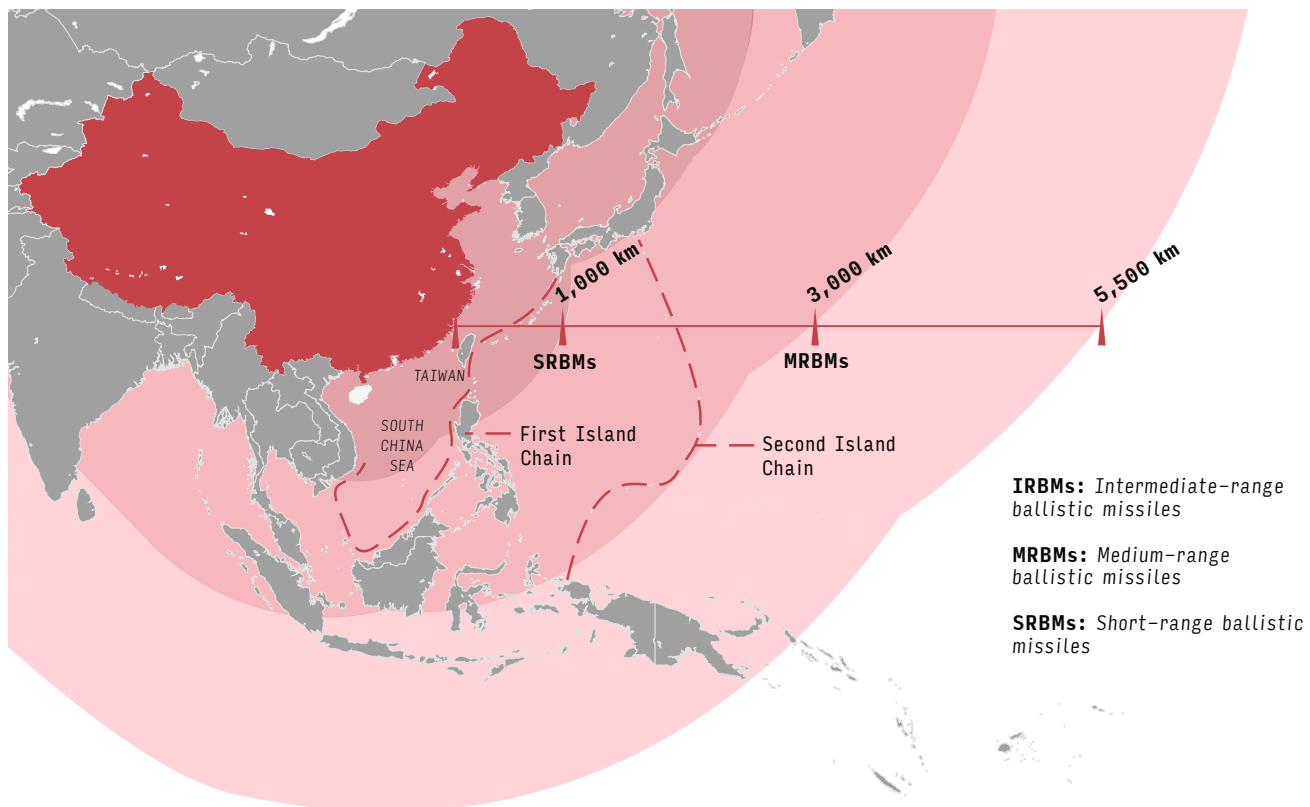 1,000 km
3,000 km
5,500 km
SRBMs
MRBMs
TAIWAN
SOUTH
CHINA
SEA
First Island
Chain
Second Island
Chain
IRBMs: Intermediate-range
ballistic missiles
MRBMs: Medium-range
ballistic missiles
SRBMs: Short-range ballistic
missiles